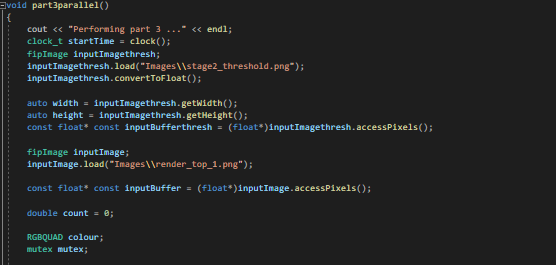 void part3parallel()
{
cout << "Performing part 3 ..." << endl;
clock_t startTime = clock();
fipImage inputImagethresh;
inputImagethresh.load("Images\\stage2_threshold.png");
inputImagethresh.convertToFloat();
auto width = inputImagethresh.getWidth();
auto height = inputImagethresh.getHeight();
const float* const inputBufferthresh = (float*)inputImagethresh.accessPixels();
fipImage inputImage;
inputImage.load("Images\\render_top_1.png");
const float* const inputBuffer = (float*)inputImage.accessPixels();
double count = 0;
RGBQUAD colour;
mutex mutex;